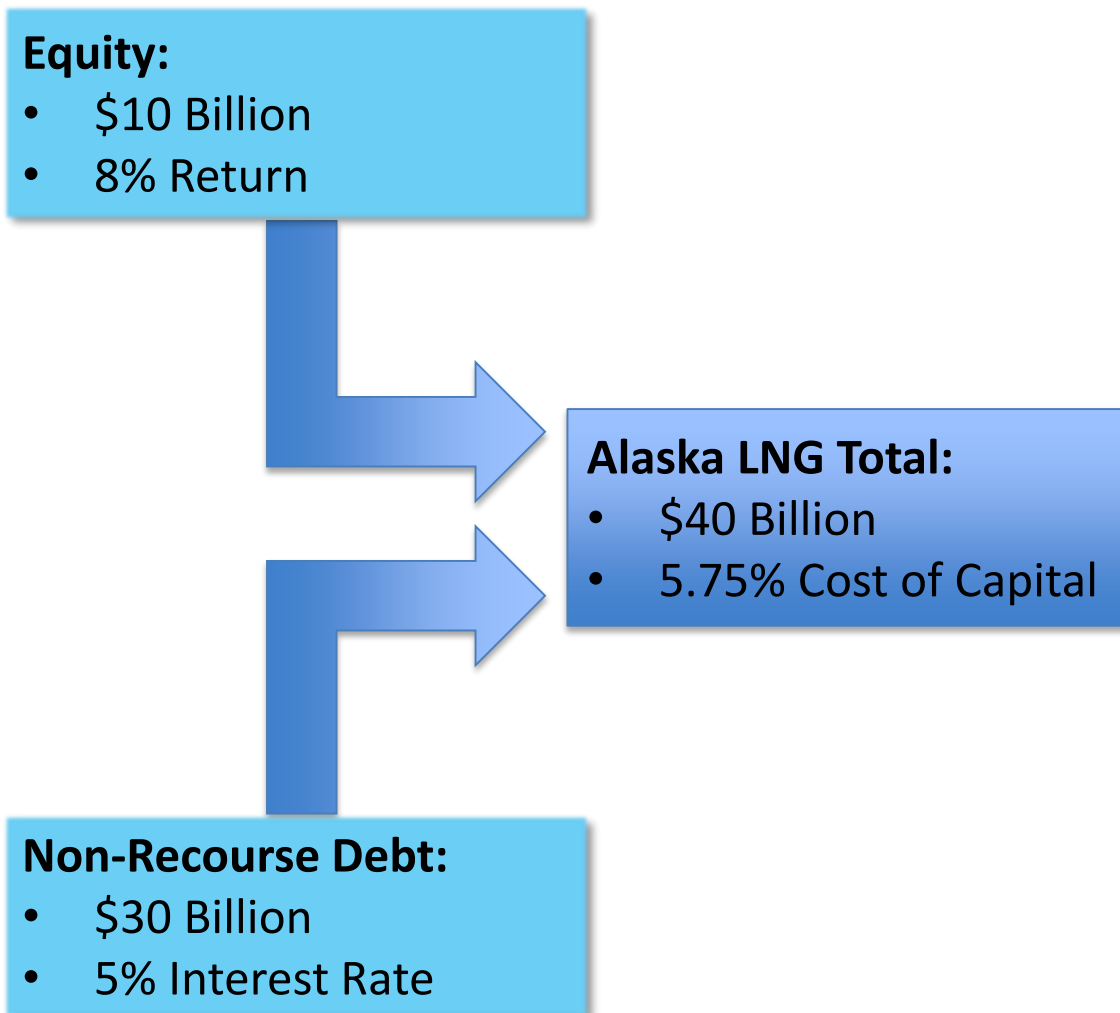 Equity:
• $10 Billion
• 8% Return
Alaska LNG Total:
• $40 Billion
• 5.75% Cost of Capital
Non-Recourse Debt:
• $30 Billion
• 5% Interest Rate